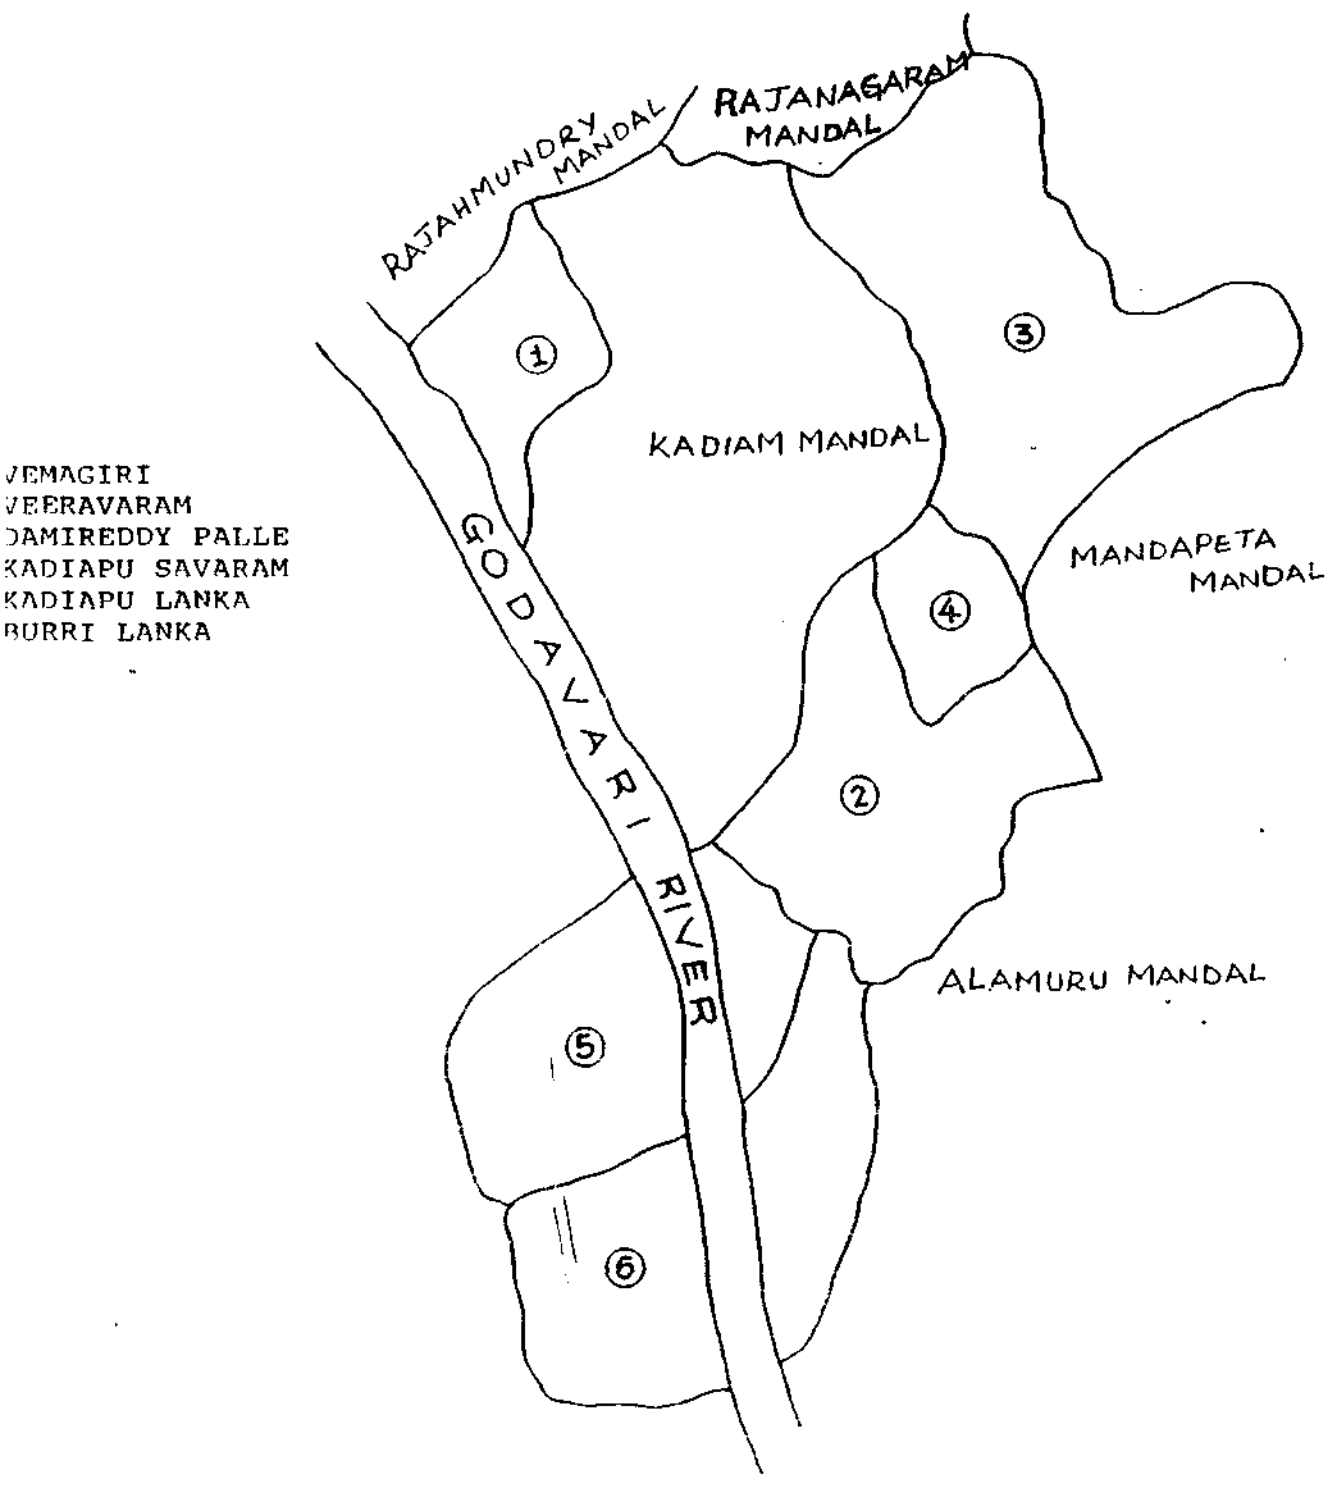 RAJAHMUNDRY
MANDAL
RAJANAGARAM
MANDAL
1
3
KADIAM MANDAL
VEMAGIRI
VEERAVARAM
DAMIREDDY PALLE
KADIAPU SAVARAM
KADIAPU LANKA
BURRI LANKA
MANDAPETA
MANDAL
4
2
GODAVARI RIVER
ALAMURU MANDAL
5
6